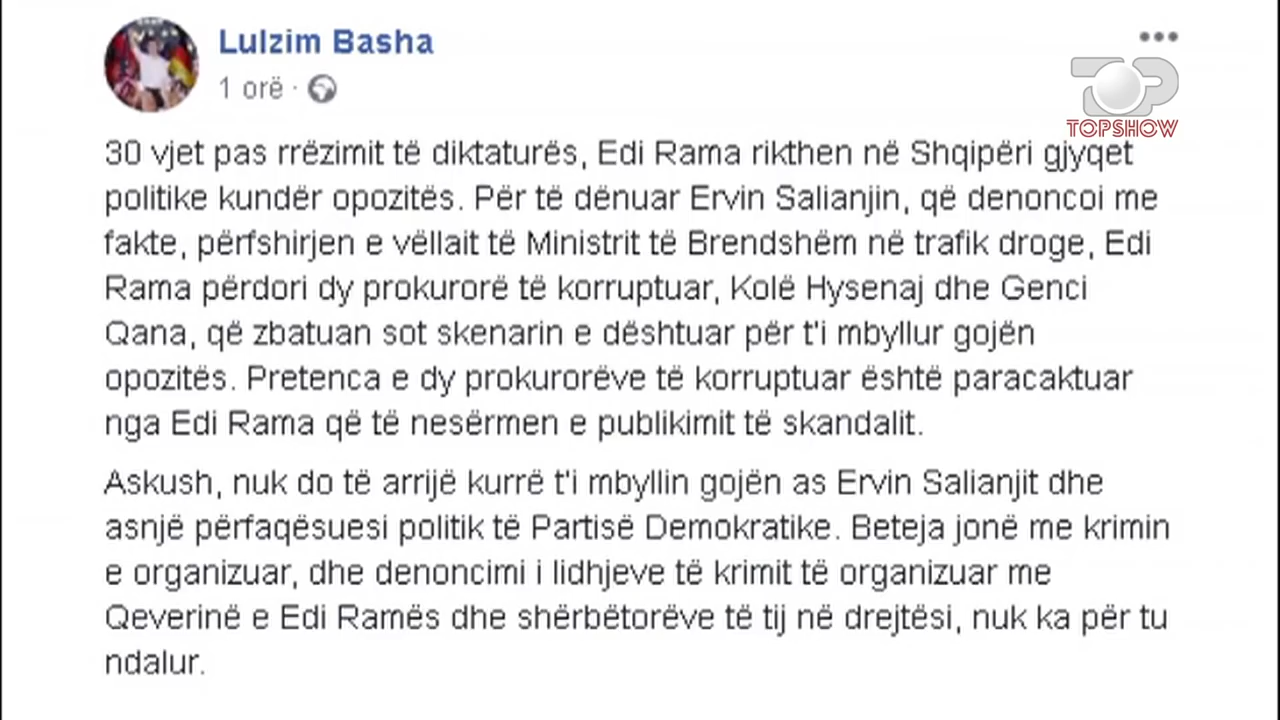 Lulzim Basha
1 orë ·
TOP
TOPSHOW
30 vjet pas rrëzimit të diktaturës, Edi Rama rikthen në Shqipëri gjyqet
politike kundër opozitës. Për të dënuar Ervin Salianjin, që denoncoi me
fakte, përfshirjen e vëllait të Ministrit të Brendshëm në trafik droge, Edi
Rama përdori dy prokurorë të korruptuar, Kolë Hysenaj dhe Genci
Qana, që zbatuan sot skenarin e dështuar për t'i mbyllur gojën
opozitës. Pretenca e dy prokurorëve të korruptuar është paracaktuar
nga Edi Rama që të nesërmen e publikimit të skandalit.
Askush, nuk do të arrijë kurrë t'i mbyllin gojën as Ervin Salianjit dhe
asnjë përfaqësuesi politik të Partisë Demokratike. Beteja jonë me krimin
e organizuar, dhe denoncimi i lidhjeve të krimit të organizuar me
Qeverinë e Edi Ramës dhe shërbëtorëve të tij në drejtësi, nuk ka për tu
ndalur.